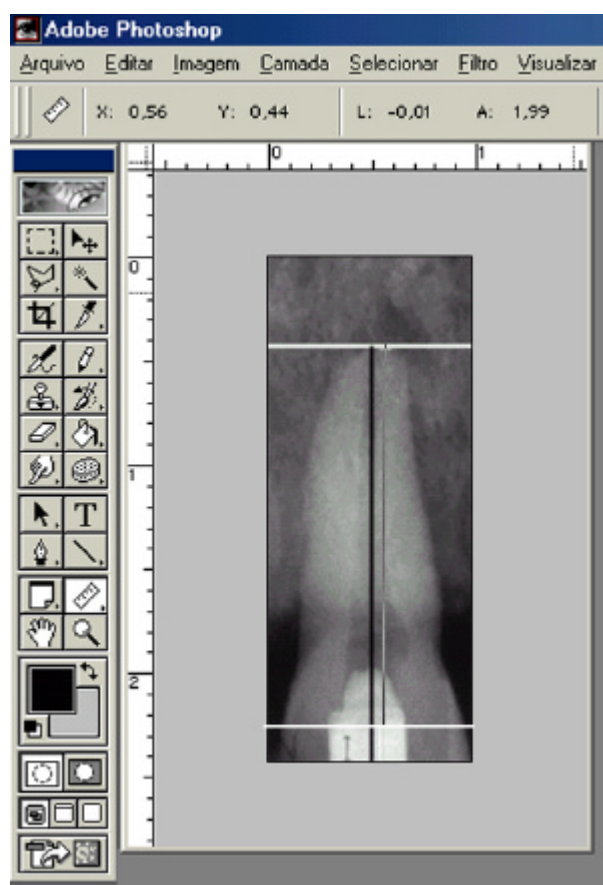 Adobe Photoshop
Arquivo Editar Imagem Camada Selecionar Filtro Visualizar
X: 0,56 Y: 0,44 L: -0,01 A: 1,99
0 1
0
1
2
T